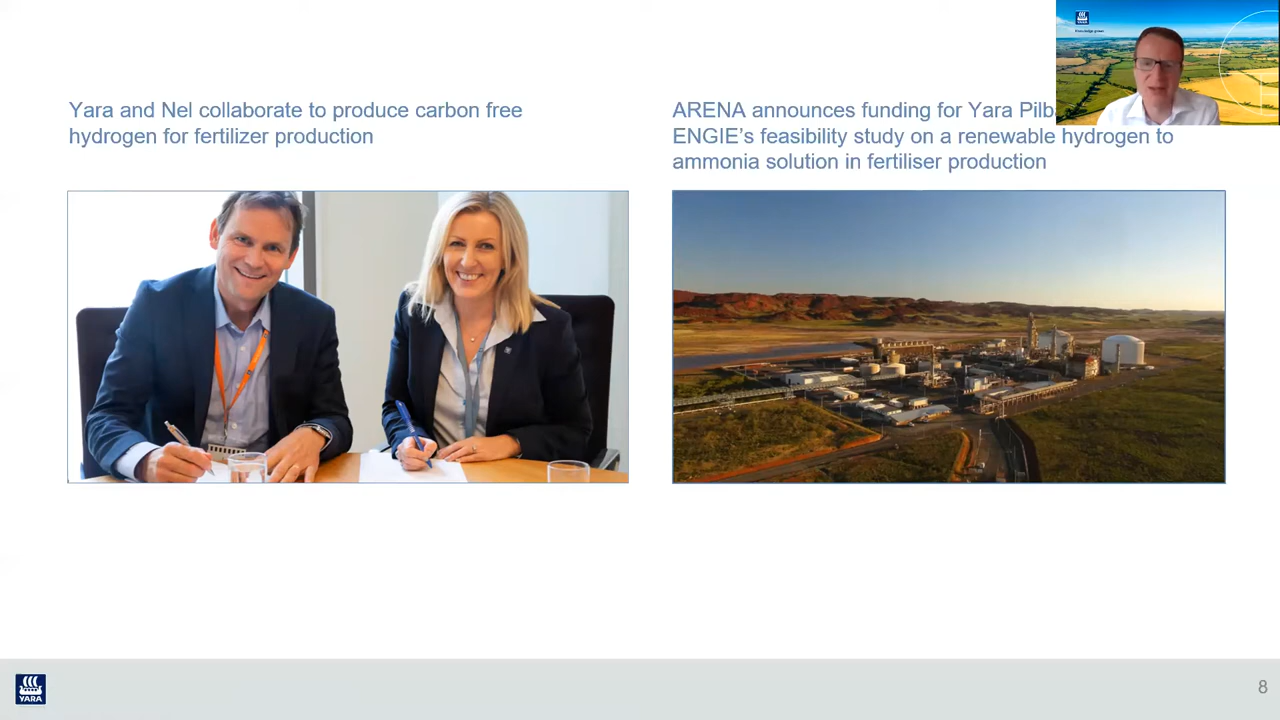 Yara and Nel collaborate to produce carbon free
hydrogen for fertilizer production
ARENA announces funding for Yara
ENGIE’s feasibility study on a renewable hydrogen to
ammonia solution in fertiliser production
YARA
8